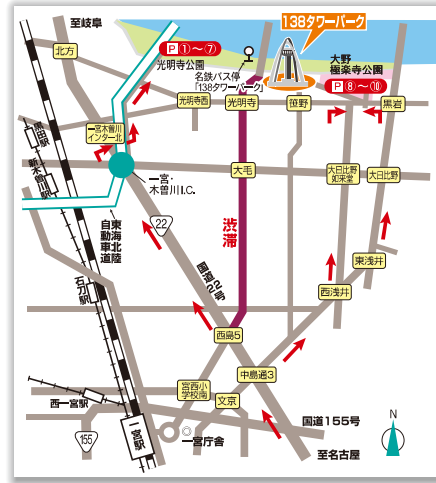 至岐阜
138タワーパーク
北方
P ①〜⑦
光明寺公園
名鉄バス停
「138タワーパーク」
大野
極楽寺公園
P ⑧〜⑩
光明寺西
光明寺
笹野
黒岩
黒田駅
一宮木曽川
インター北
新木曽川駅
一宮・
木曽川I.C.
大毛
大日比野
如来堂
大日比野
東海北陸
自動車道
22
渋滞
国道22号
東浅井
石刀駅
西浅井
西島5
中島通3
宮西小
学校南
文京
西一宮駅
一宮駅
155
一宮庁舎
国道155号
至名古屋
N